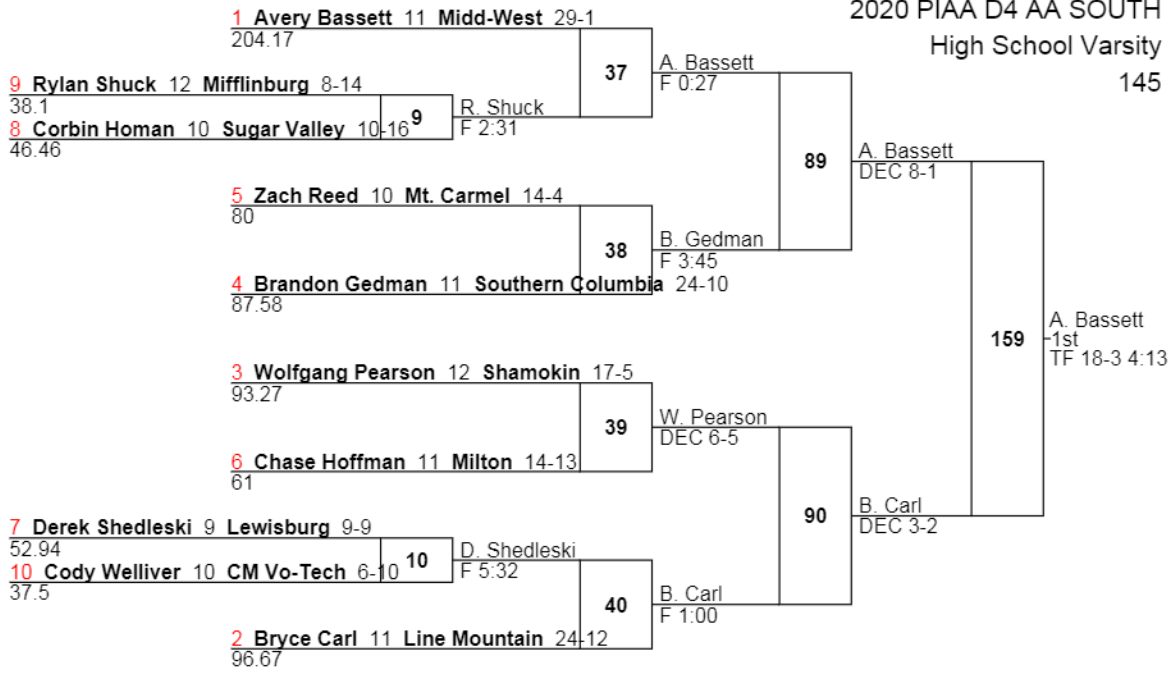 2020 PIAA D4 AA SOUTH
High School Varsity
145
1 Avery Bassett 11 Midd-West 29-1
204.17
37
A. Bassett
F 0:27
9 Rylan Shuck 12 Mifflinburg 8-14
38.1
9
R. Shuck
F 2:31
8 Corbin Homan 10 Sugar Valley 10-16
46.46
89
A. Bassett
DEC 8-1
5 Zach Reed 10 Mt. Carmel 14-4
80
38
B. Gedman
F 3:45
4 Brandon Gedman 11 Southern Columbia 24-10
87.58
159
A. Bassett
1st
TF 18-3 4:13
3 Wolfgang Pearson 12 Shamokin 17-5
93.27
39
W. Pearson
DEC 6-5
6 Chase Hoffman 11 Milton 14-13
61
90
B. Carl
DEC 3-2
7 Derek Shedleski 9 Lewisburg 9-9
52.94
10
D. Shedleski
F 5:32
10 Cody Welliver 10 CM Vo-Tech 6-10
37.5
40
B. Carl
F 1:00
2 Bryce Carl 11 Line Mountain 24-12
96.67